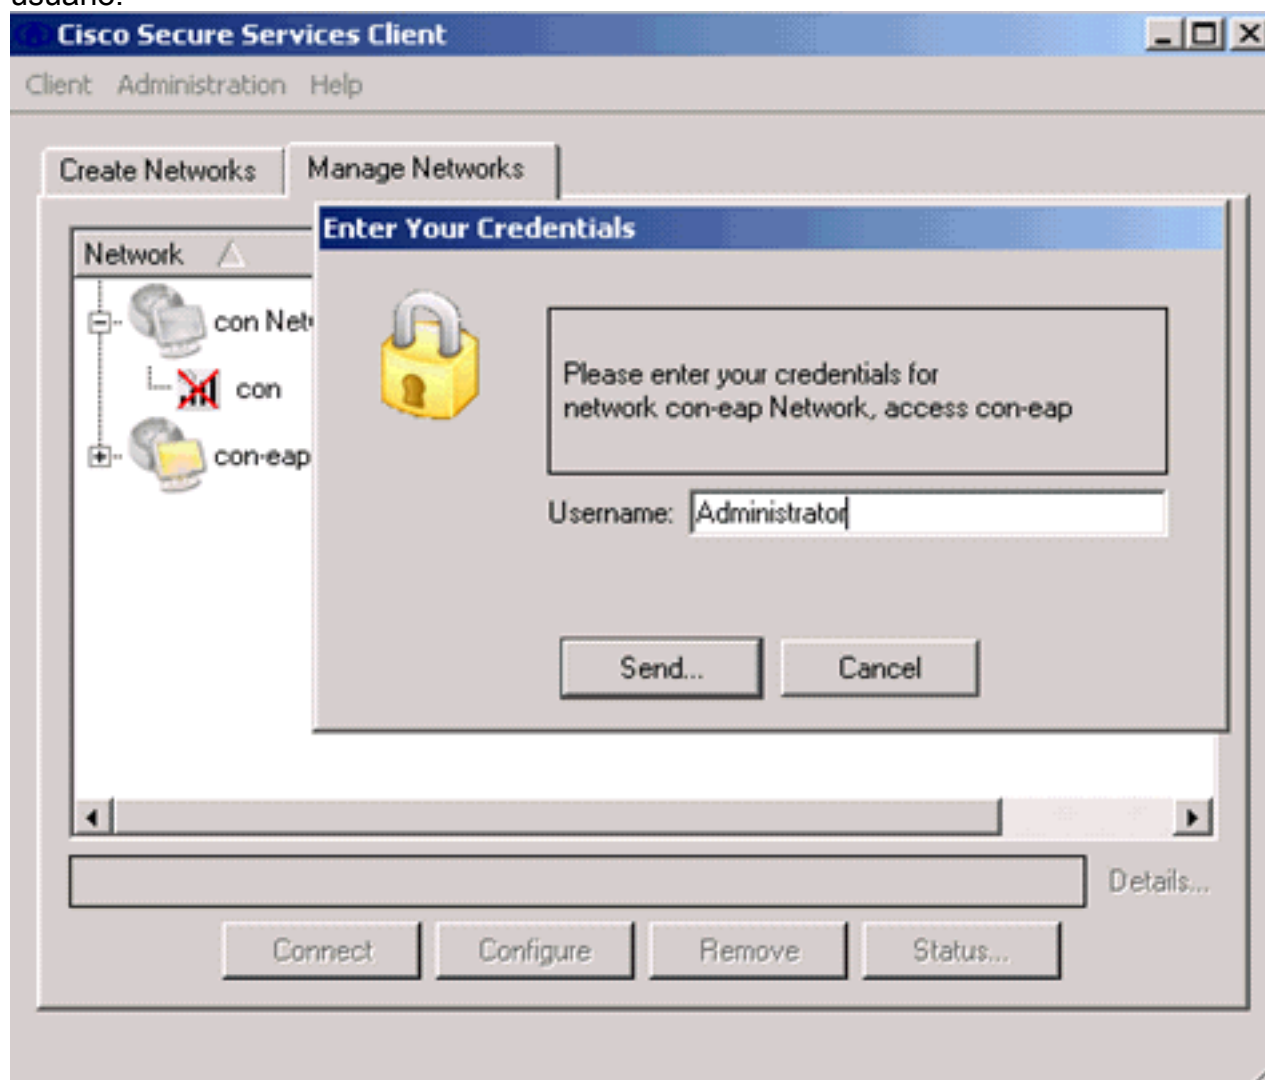 usuario.
Cisco Secure Services Client
Client Administration Help
Create Networks Manage Networks
Enter Your Credentials
Network
con Net
con
con-eap
Please enter your credentials for
network con-eap Network, access con-eap
Username: Administrator
Send... Cancel
Details...
Connect Configure Remove Status...